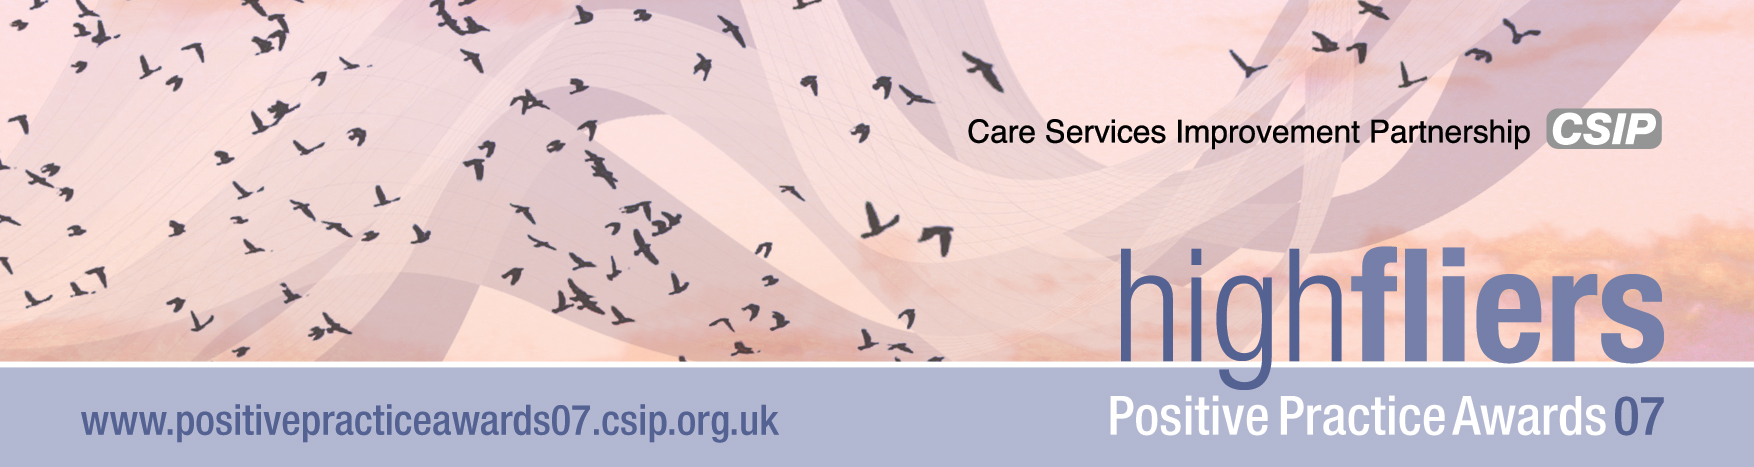 Care Services Improvement Partnership CSIP
highfliers
Positive Practice Awards 07
www.positivepracticeawards07.csip.org.uk